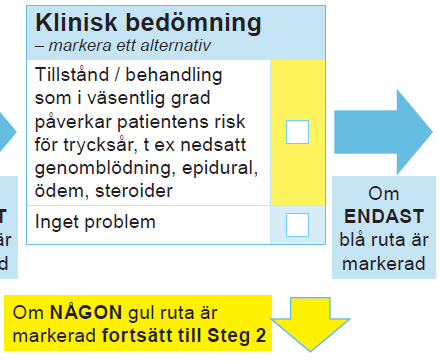 Klinisk bedömning
– markera ett alternativ
Tillstånd / behandling
som i väsentlig grad
påverkar patientens risk
för trycksår, t ex nedsatt
genomblödning, epidural,
ödem, steroider
Inget problem
Om
ENDAST
blå ruta är
markerad
Om NÅGON gul ruta är
markerad fortsätt till Steg 2